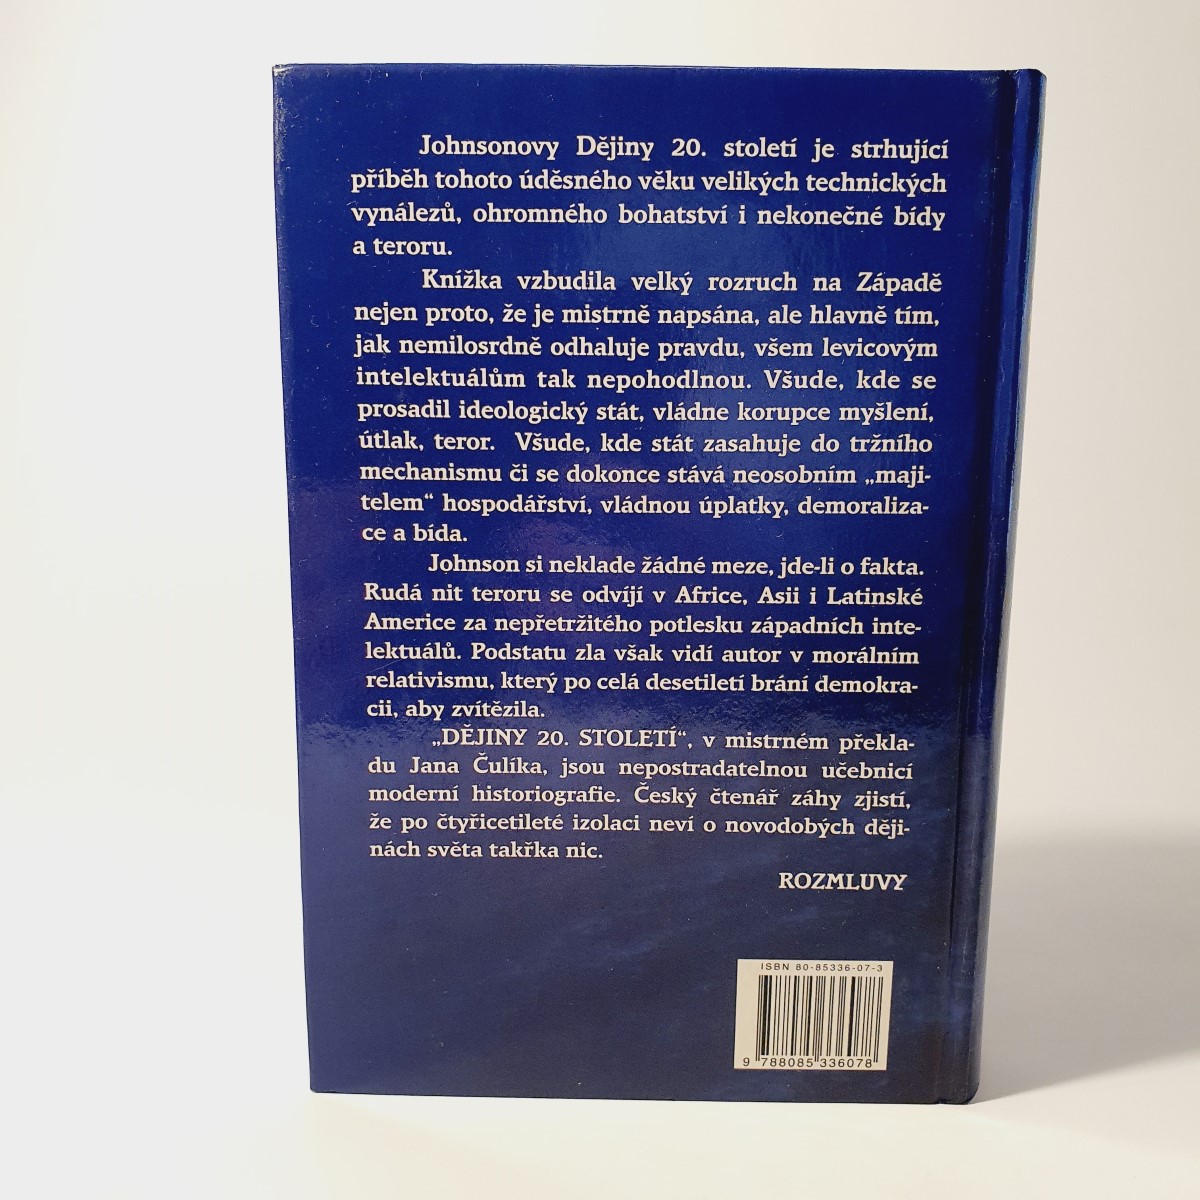 Johnsonovy Dějiny 20. století je strhující
příběh tohoto úděsného věku velikých technických
vynálezů, ohromného bohatství i nekonečné bídy
a teroru.
Knížka vzbudila velký rozruch na Západě
nejen proto, že je mistrně napsána, ale hlavně tím,
jak nemilosrdně odhaluje pravdu, všem levicovým
intelektuálům tak nepohodlnou. Všude, kde se
prosadil ideologický stát, vládne korupce myšlení,
útlak, teror. Všude, kde stát zasahuje do tržního
mechanismu či se dokonce stává neosobním „maji-
telem“ hospodářství, vládnou úplatky, demoraliza-
ce a bída.
Johnson si neklade žádné meze, jde-li o fakta.
Rudá nit teroru se odvíjí v Africe, Asii i Latinské
Americe za nepřetržitého potlesku západních inte-
lektuálů. Podstatu zla však vidí autor v morálním
relativismu, který po celá desetiletí brání demokra-
cii, aby zvítězila.
„DĚJINY 20. STOLETÍ“, v mistrném překla-
du Jana Čulíka, jsou nepostradatelnou učebnicí
moderní historiografie. Český čtenář záhy zjistí,
že po čtyřicetileté izolaci neví o novodobých ději-
nách světa takřka nic.
ROZMLUVY
ISBN 80-85336-07-3
9 788085 336078